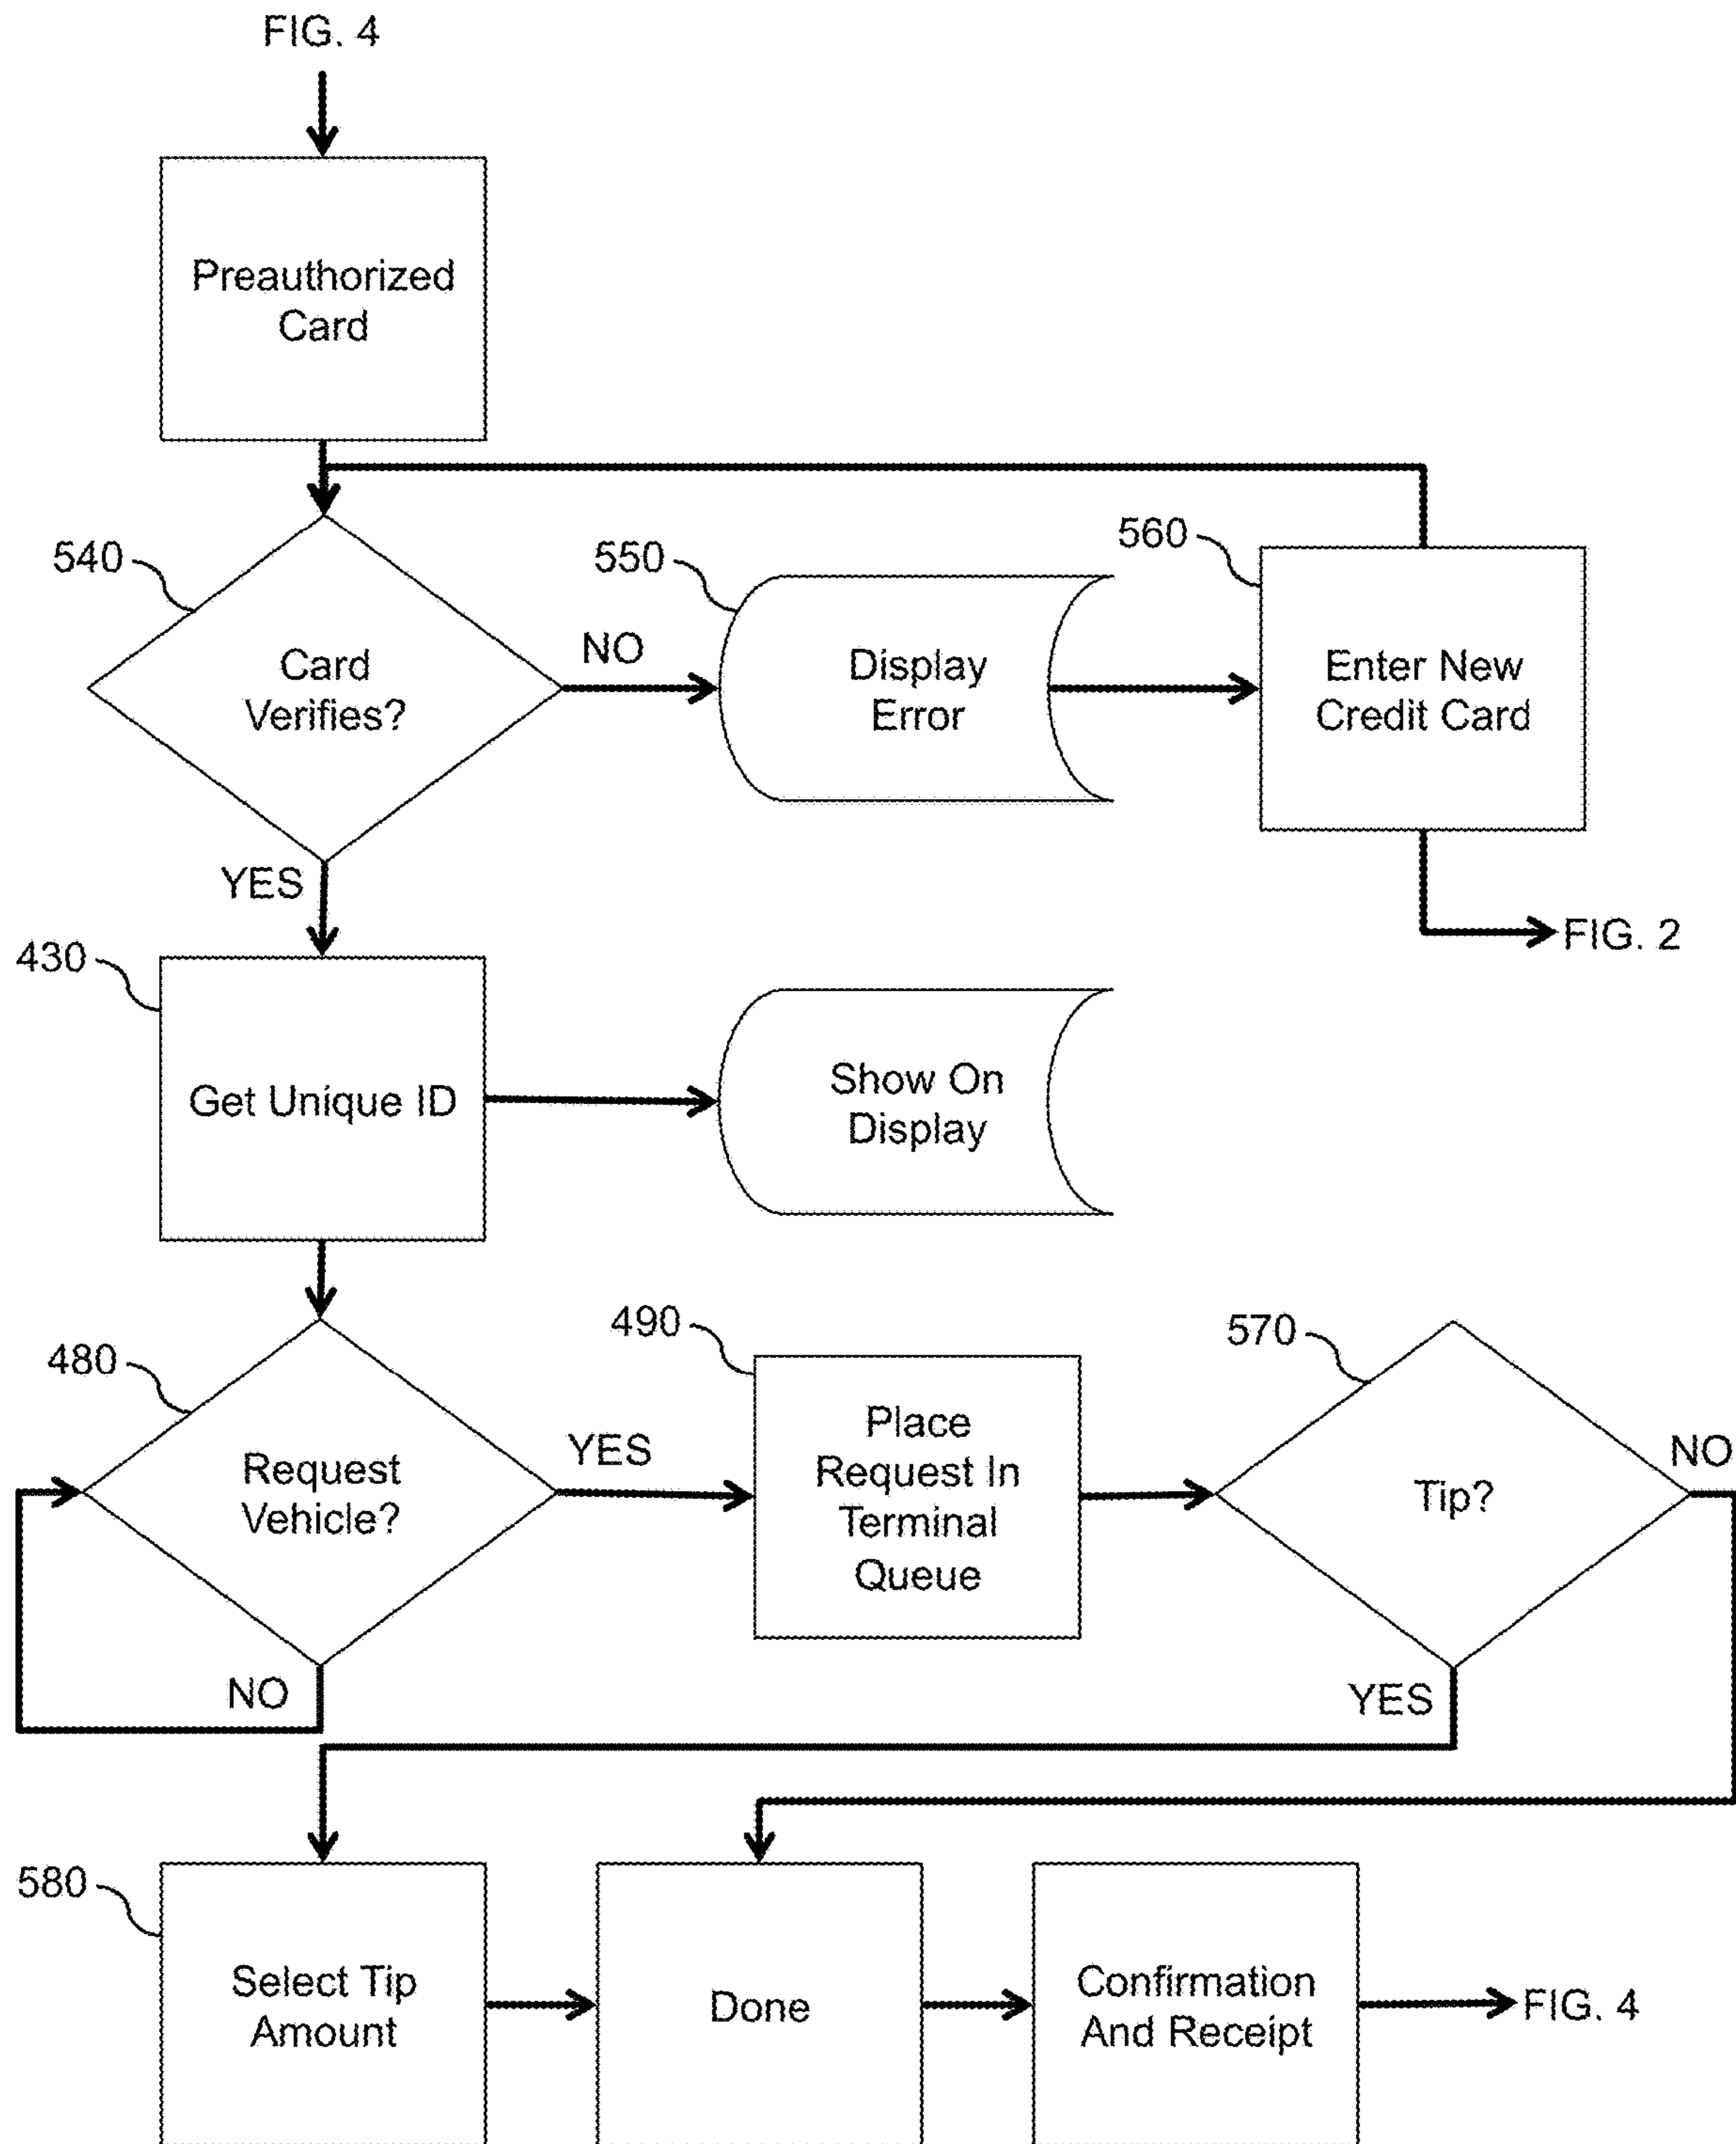 FIG. 4
Preauthorized
Card
540
550
560
Card
Verifies?
NO
Display
Error
Enter New
Credit Card
YES
FIG. 2
430
Get Unique ID
Show On
Display
480
490
570
Request
Vehicle?
YES
Place
Request In
Terminal
Queue
Tip?
NO
NO
YES
580
Select Tip
Amount
Done
Confirmation
And Receipt
FIG. 4